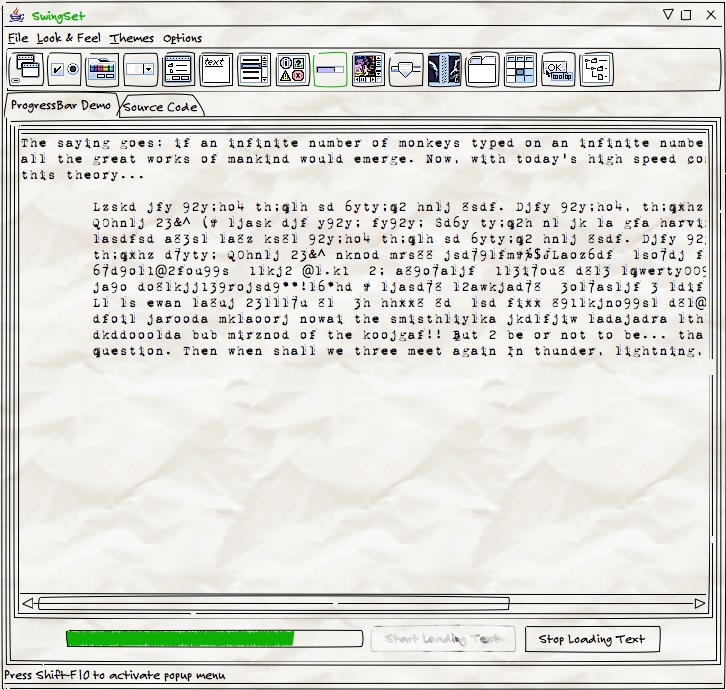 SwingSet
File Look & Feel Themes Options
text
OK
tooltip
ProgressBar Demo Source Code
The saying goes: if an infinite number of monkeys typed on an infinite numbe
all the great works of mankind would emerge. Now, with today's high speed co
this theory...
Lzskd jfy 92y;ho4 th;qlh sd 6yty;q2 hnlj 8sdf. Djfy 92y;ho4, th;qxhz
Q0hnlj 23&^ (# ljask djf y92y; fy92y; Sd6y ty;q2h nl jk la gfa harvi
lasdfsd a83sl la8z ks8l 92y;ho4 th;qlh sd 6yty;q2 hnlj 8sdf. Djfy 92
th;qxhz d7yty; Q0hnlj 23&^ nknod mrs88 jsd79lfm#%$fLaoz6df lso7dj f
67d9ol1@2fou99s 1lkj2 @l.k1 2; a89o7aljf 1l3i7ou8 d8l3 lqwerty009
ja9o do8lkjj139rojsd9**!l6*hd # ljasd78 l2awkjad78 3ol7asljf 3 ldif
Ll ls ewan la8uj 23lll7u 8l 3h hhxx8 8d lsd fixx 891lkjno99sl d8l@
dfoil jarooda mklaoorj nowai the smisthliylka jkdlfjiw ladajadra lth
dkddooolda bub mirznod of the koojgaf!! But 2 be or not to be... tha
question. Then when shall we three meet again In thunder, lightning,
Start Loading Text Stop Loading Text
Press Shift-F10 to activate popup menu